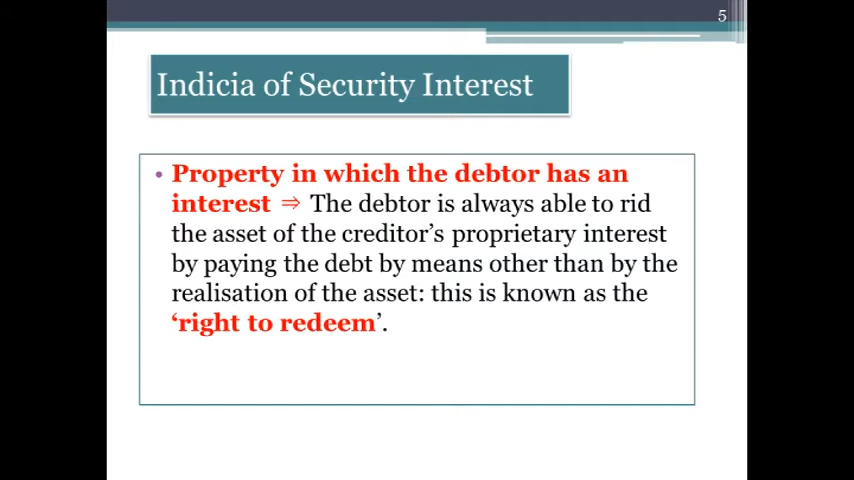 5
Indicia of Security Interest
• Property in which the debtor has an
interest ⇒ The debtor is always able to rid
the asset of the creditor’s proprietary interest
by paying the debt by means other than by the
realisation of the asset: this is known as the
‘right to redeem’.